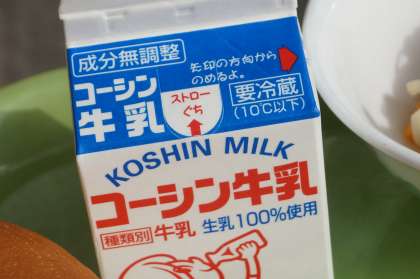 成分無調整
矢印の方向から
のめるよ。
コーシン
牛乳
ストロー
ぐち
要冷蔵
(10℃以下)
KOSHIN MILK
コーシン牛乳
種類別 牛乳 生乳100%使用